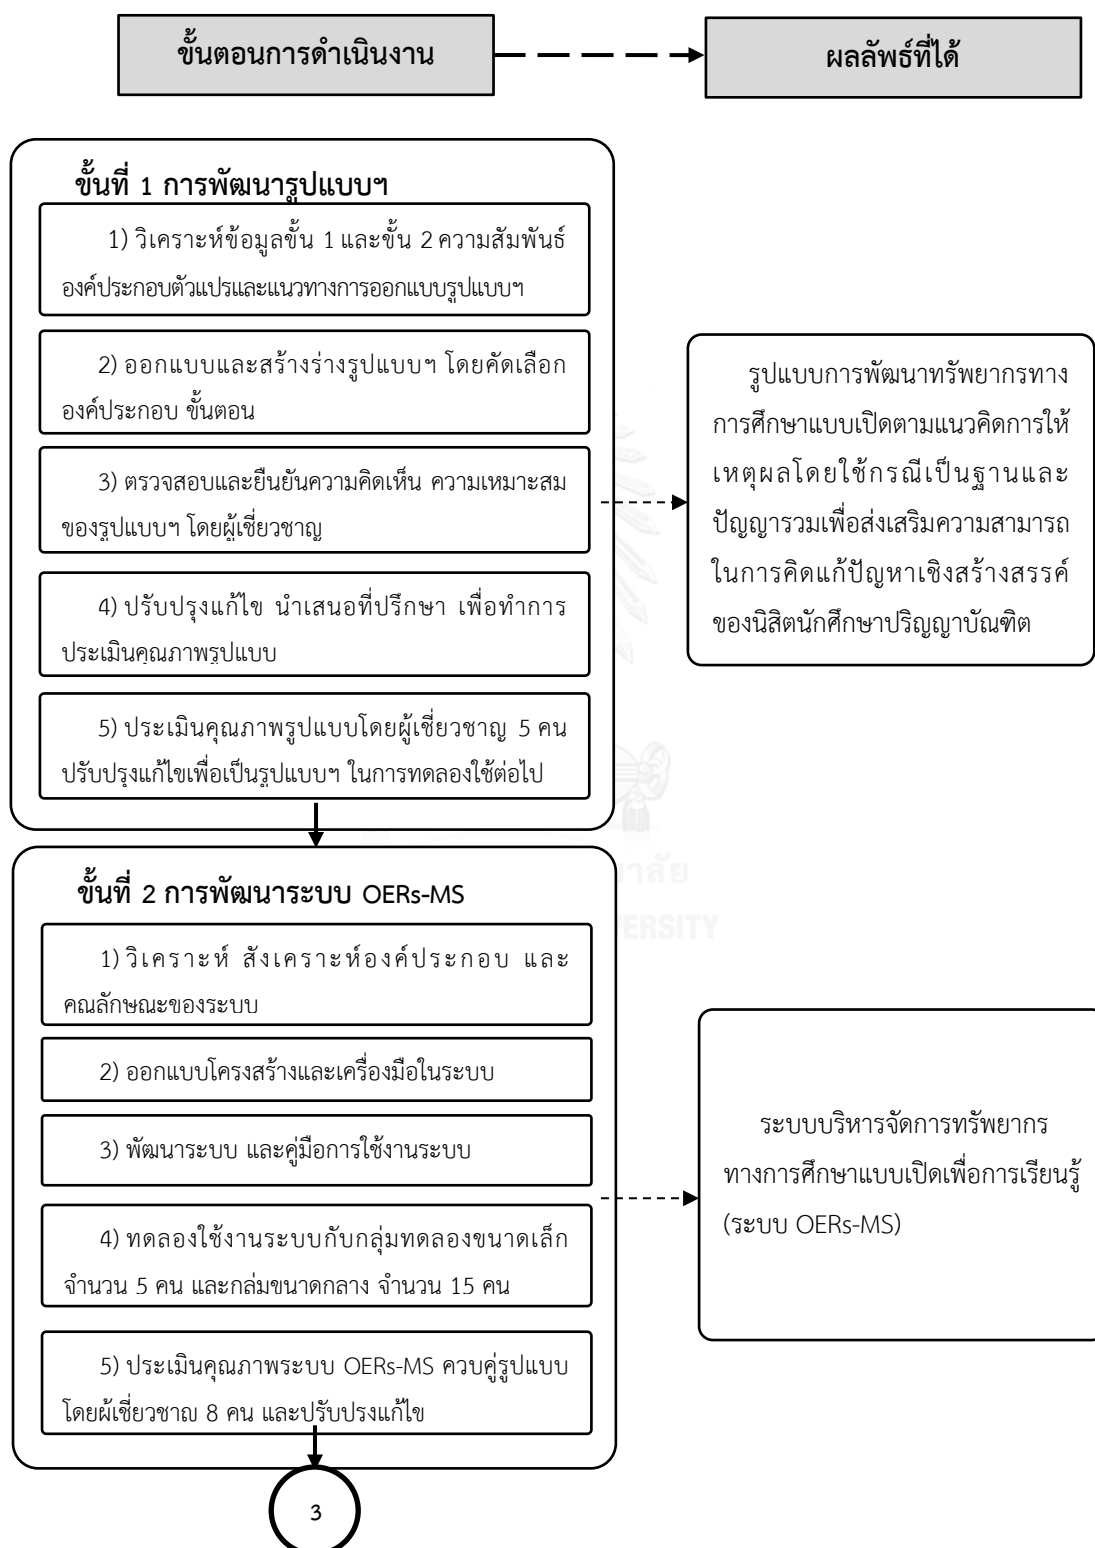 ขั้นตอนการดำเนินงาน
ผลลัพธ์ที่ได้
ขั้นที่ 1 การพัฒนารูปแบบฯ
1) วิเคราะห์ข้อมูลขั้น 1 และขั้น 2 ความสัมพันธ์
องค์ประกอบตัวแปรและแนวทางการออกแบบรูปแบบฯ
2) ออกแบบและสร้างร่างรูปแบบฯ โดยคัดเลือก
องค์ประกอบ ขั้นตอน
3) ตรวจสอบและยืนยันความคิดเห็น ความเหมาะสม
ของรูปแบบฯ โดยผู้เชี่ยวชาญ
4) ปรับปรุงแก้ไข นำเสนอที่ปรึกษา เพื่อทำการ
ประเมินคุณภาพรูปแบบ
5) ประเมินคุณภาพรูปแบบโดยผู้เชี่ยวชาญ 5 คน
ปรับปรุงแก้ไขเพื่อเป็นรูปแบบฯ ในการทดลองใช้ต่อไป
รูปแบบการพัฒนาทรัพยากรทาง
การศึกษาแบบเปิดตามแนวคิดการให้
เหตุผลโดยใช้กรณีเป็นฐานและ
ปัญญารวมเพื่อส่งเสริมความสามารถ
ในการคิดแก้ปัญหาเชิงสร้างสรรค์
ของนิสิตนักศึกษาปริญญาบัณฑิต
ขั้นที่ 2 การพัฒนาระบบ OERs-MS
1) วิเคราะห์ สังเคราะห์องค์ประกอบ และ
คุณลักษณะของระบบ
2) ออกแบบโครงสร้างและเครื่องมือในระบบ
3) พัฒนาระบบ และคู่มือการใช้งานระบบ
4) ทดลองใช้งานระบบกับกลุ่มทดลองขนาดเล็ก
จำนวน 5 คน และกลุ่มขนาดกลาง จำนวน 15 คน
5) ประเมินคุณภาพระบบ OERs-MS ควบคู่รูปแบบ
โดยผู้เชี่ยวชาญ 8 คน และปรับปรุงแก้ไข
ระบบบริหารจัดการทรัพยากร
ทางการศึกษาแบบเปิดเพื่อการเรียนรู้
(ระบบ OERs-MS)
3